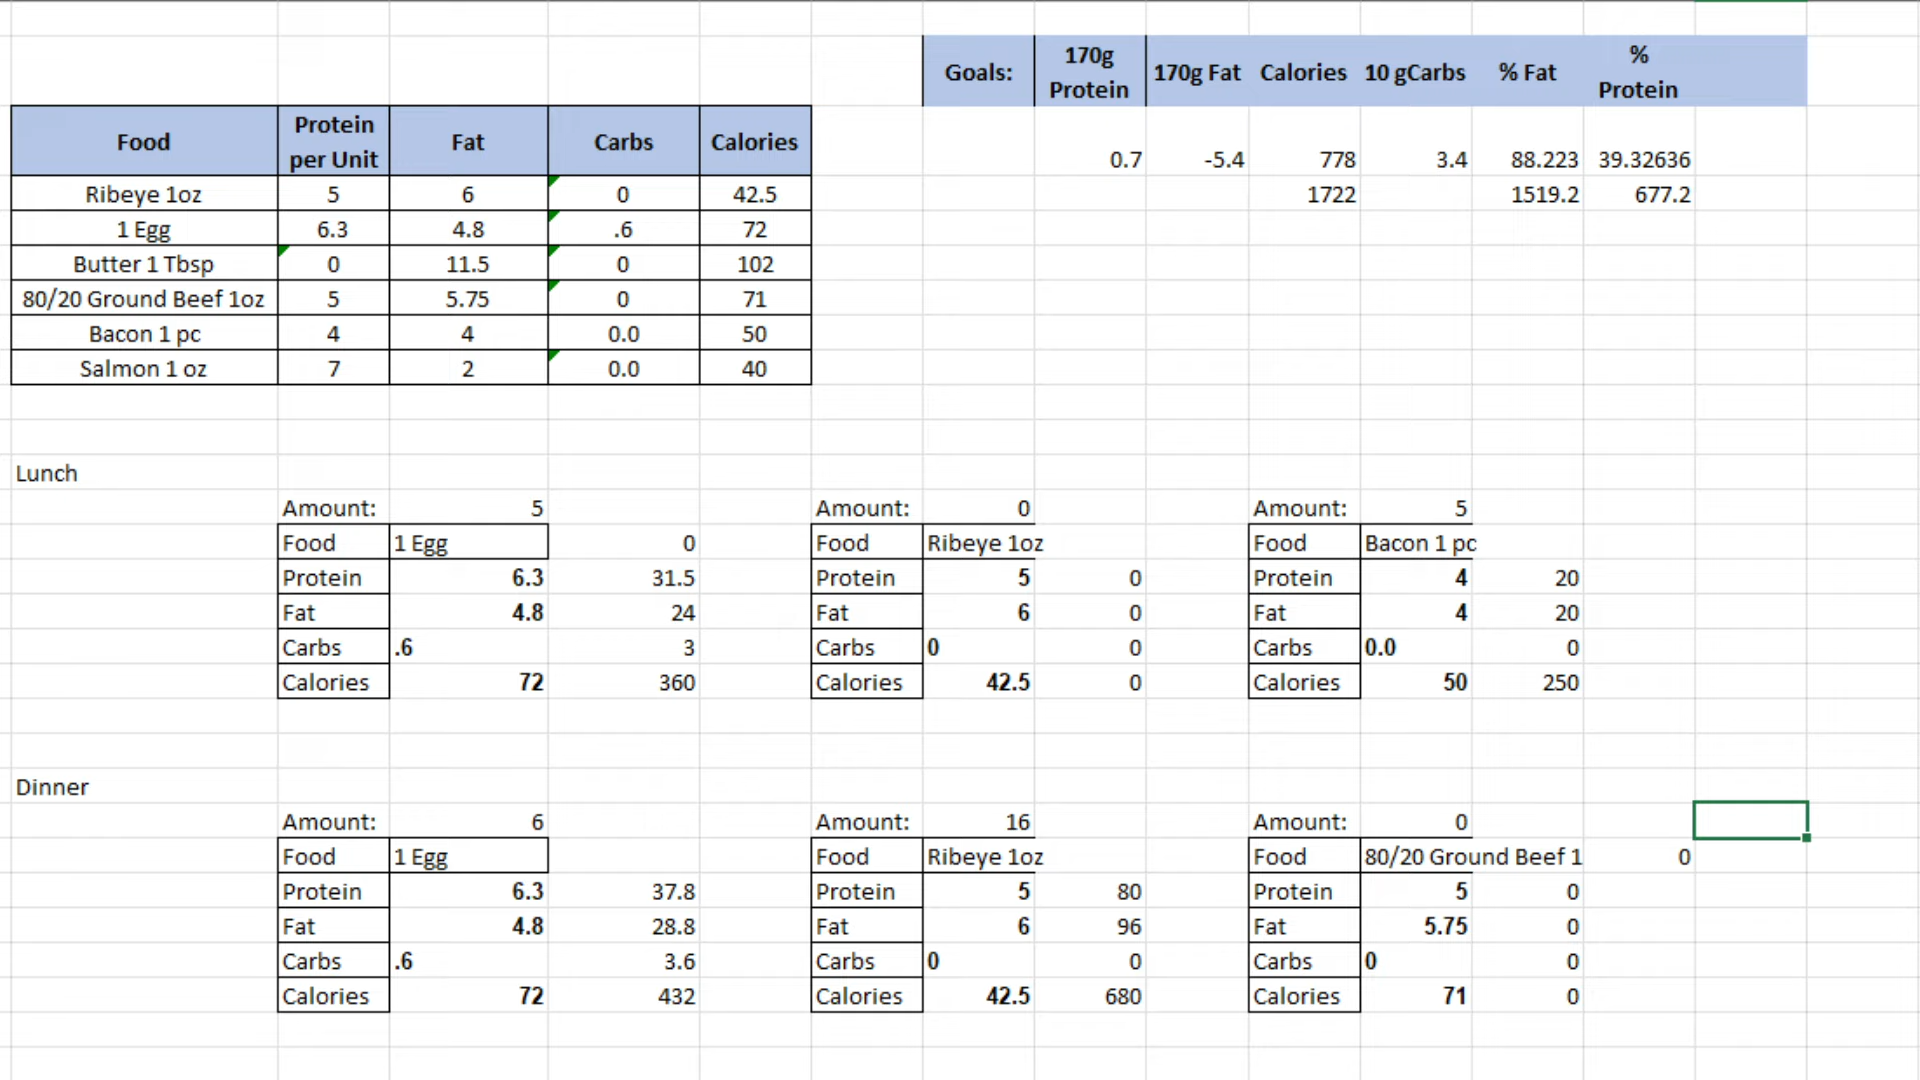 Goals: 170g Protein 170g Fat Calories 10 gCarbs % Fat % Protein
Food Protein per Unit Fat Carbs Calories
0.7 -5.4 778 3.4 88.223 39.32636
Ribeye 1oz 5 6 0 42.5 1722 1519.2 677.2
1 Egg 6.3 4.8 .6 72
Butter 1 Tbsp 0 11.5 0 102
80/20 Ground Beef 1oz 5 5.75 0 71
Bacon 1 pc 4 4 0.0 50
Salmon 1 oz 7 2 0.0 40
Lunch
Amount: 5 Amount: 0 Amount: 5
Food 1 Egg 0 Food Ribeye 1oz Food Bacon 1 pc
Protein 6.3 31.5 Protein 5 0 Protein 4 20
Fat 4.8 24 Fat 6 0 Fat 4 20
Carbs .6 3 Carbs 0 0 Carbs 0.0 0
Calories 72 360 Calories 42.5 0 Calories 50 250
Dinner
Amount: 6 Amount: 16 Amount: 0
Food 1 Egg Food Ribeye 1oz Food 80/20 Ground Beef 1 0
Protein 6.3 37.8 Protein 5 80 Protein 5 0
Fat 4.8 28.8 Fat 6 96 Fat 5.75 0
Carbs .6 3.6 Carbs 0 0 Carbs 0 0
Calories 72 432 Calories 42.5 680 Calories 71 0